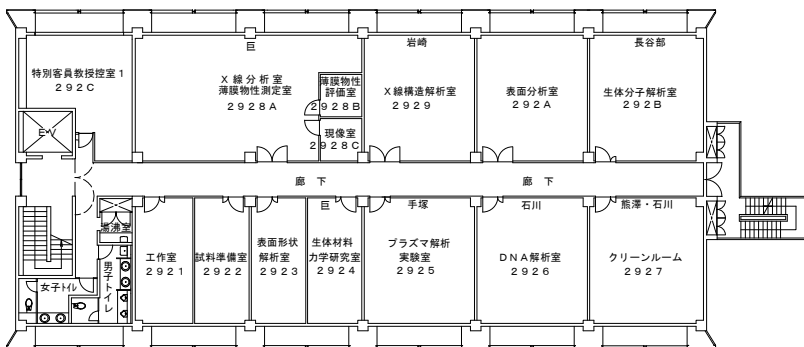 巨
岩崎
長谷部
特別客員教授控室1
292C
X線分析室
薄膜物性測定室
2928A
薄膜物性
評価室
2928B
現像室
2928C
X線構造解析室
2929
表面分析室
292A
生体分子解析室
292B
EV
廊下
廊下
湯沸室
男子トイレ
女子トイレ
工作室
2921
試料準備室
2922
表面形状
解析室
2923
巨
生体材料
力学研究室
2924
手塚
プラズマ解析
実験室
2925
石川
DNA解析室
2926
熊澤・石川
クリーンルーム
2927